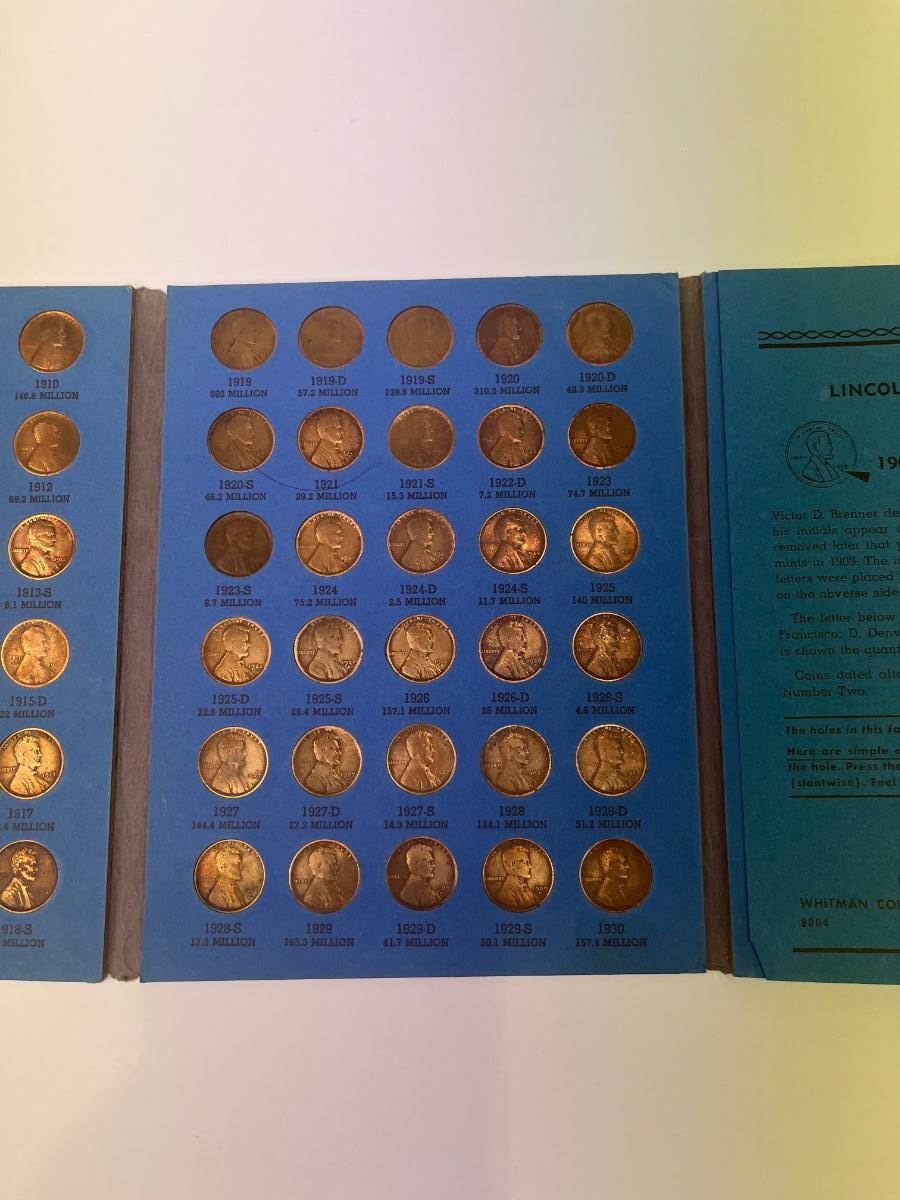 1910
146.8 MILLION
1912
68.2 MILLION
1913-S
6.1 MILLION
1915-D
22 MILLION
1917
.4 MILLION
918-S
MILLION
1919 1919-D 1919-S 1920 1920-D
302 MILLION 57.2 MILLION 139.8 MILLION 310.2 MILLION 49.3 MILLION
1920-S 1921 1921-S 1922-D 1923
46.2 MILLION 39.2 MILLION 15.3 MILLION 7.2 MILLION 74.7 MILLION
1923-S 1924 1924-D 1924-S 1925
8.7 MILLION 75.2 MILLION 2.5 MILLION 11.7 MILLION 140 MILLION
1925-D 1925-S 1926 1926-D 1926-S
22.6 MILLION 26.4 MILLION 157.1 MILLION 28 MILLION 4.6 MILLION
1927 1927-D 1927-S 1928 1928-D
144.4 MILLION 27.2 MILLION 14.3 MILLION 134.1 MILLION 31.2 MILLION
1928-S 1929 1929-D 1929-S 1930
17.3 MILLION 185.3 MILLION 41.7 MILLION 50.1 MILLION 157.4 MILLION
LINCOL
190
Victor D. Brenner de
his initials appear
removed later that y
mints in 1909. The
letters were placed
on the obverse side
The letter below
Francisco; D, Denv
is shown the quant
Coins dated afte
Number Two.
The holes in this fo
Here are simple
the hole. Press the
(slantwise). Feel
WHITMAN COI
9004